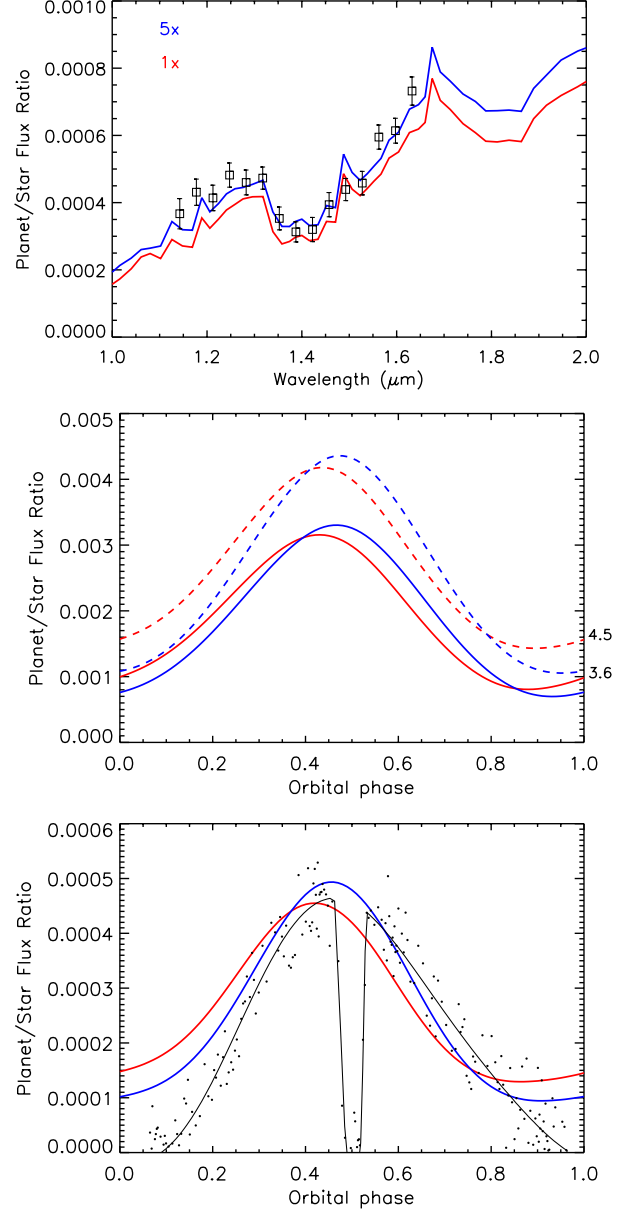 0.0010
0.0008
0.0006
0.0004
0.0002
0.0000
Planet/Star Flux Ratio
5x
1x
1.0 1.2 1.4 1.6 1.8 2.0
Wavelength (μm)
0.005
0.004
0.003
0.002
0.001
0.000
Planet/Star Flux Ratio
4.5
3.6
0.0 0.2 0.4 0.6 0.8 1.0
Orbital phase
0.0006
0.0005
0.0004
0.0003
0.0002
0.0001
0.0000
Planet/Star Flux Ratio
0.0 0.2 0.4 0.6 0.8 1.0
Orbital phase